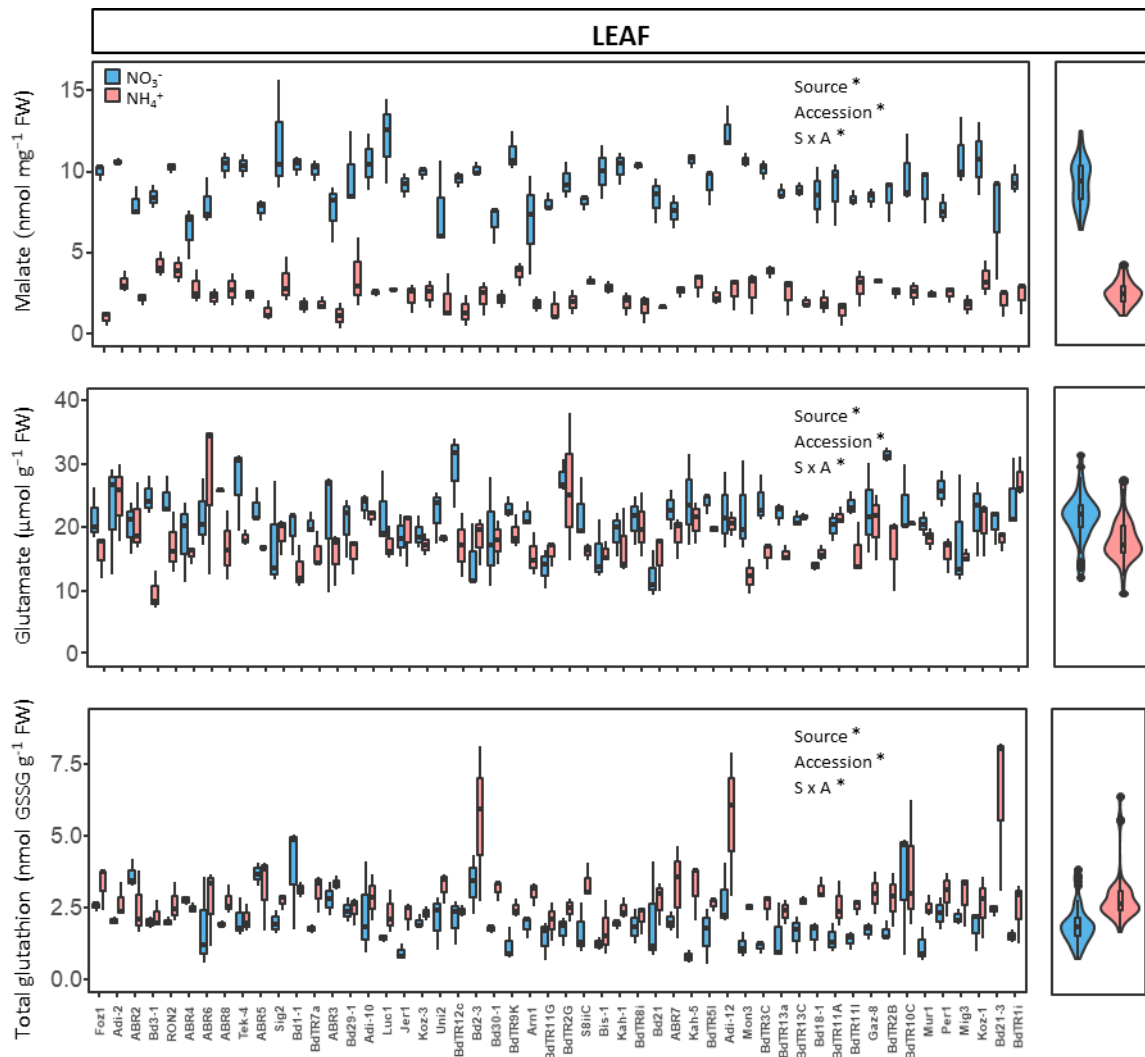 LEAF
NO₃⁻
NH₄⁺
Source *
Accession *
S x A *
Malate (nmol mg⁻¹ FW)
15
10
5
0
Source *
Accession *
S x A *
Glutamate (µmol g⁻¹ FW)
40
30
20
10
0
Source *
Accession *
S x A *
Total glutathion (nmol GSSG g⁻¹ FW)
7.5
5.0
2.5
0.0
Foz1
Adi-2
ABR2
Bd3-1
RON2
ABR4
ABR6
ABR8
Tek-4
ABR5
Sig2
Bd1-1
BdTR7a
ABR3
Bd29-1
Adi-10
Luc1
Jer1
Koz-3
Uni2
BdTR12c
Bd2-3
Bd30-1
BdTR9K
Arn1
BdTR11G
BdTR2G
S8iiC
Bis-1
Kah-1
BdTR8i
Bd21
ABR7
Kah-5
BdTR5I
Adi-12
Mon3
BdTR3C
BdTR13a
BdTR13C
Bd18-1
BdTR11A
BdTR11I
Gaz-8
BdTR2B
BdTR10C
Mur1
Per1
Mig3
Koz-1
Bd21-3
BdTR1i